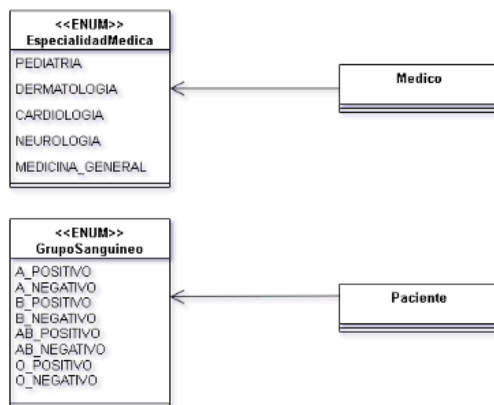 <<ENUM>>
EspecialidadMedica
PEDIATRIA
DERMATOLOGIA
CARDIOLOGIA
NEUROLOGIA
MEDICINA_GENERAL
Medico
<<ENUM>>
GrupoSanguineo
A_POSITIVO
A_NEGATIVO
B_POSITIVO
B_NEGATIVO
AB_POSITIVO
AB_NEGATIVO
O_POSITIVO
O_NEGATIVO
Paciente